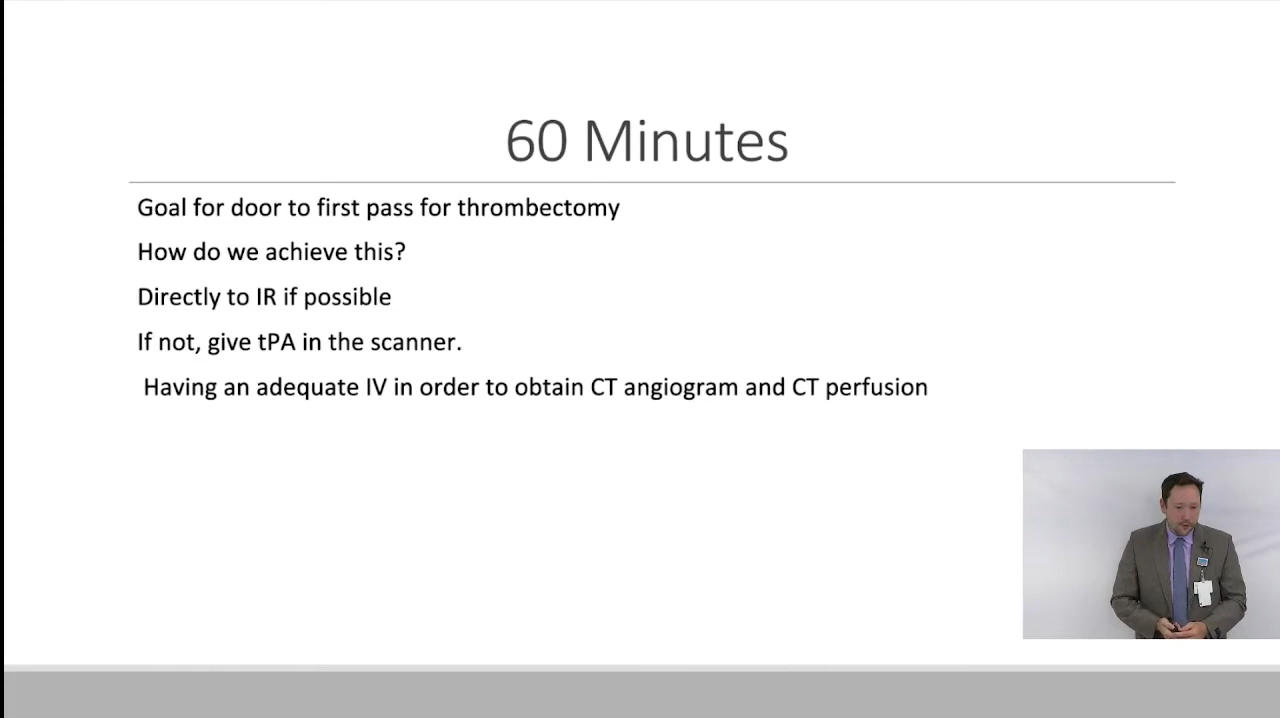 60 Minutes
Goal for door to first pass for thrombectomy
How do we achieve this?
Directly to IR if possible
If not, give tPA in the scanner.
Having an adequate IV in order to obtain CT angiogram and CT perfusion